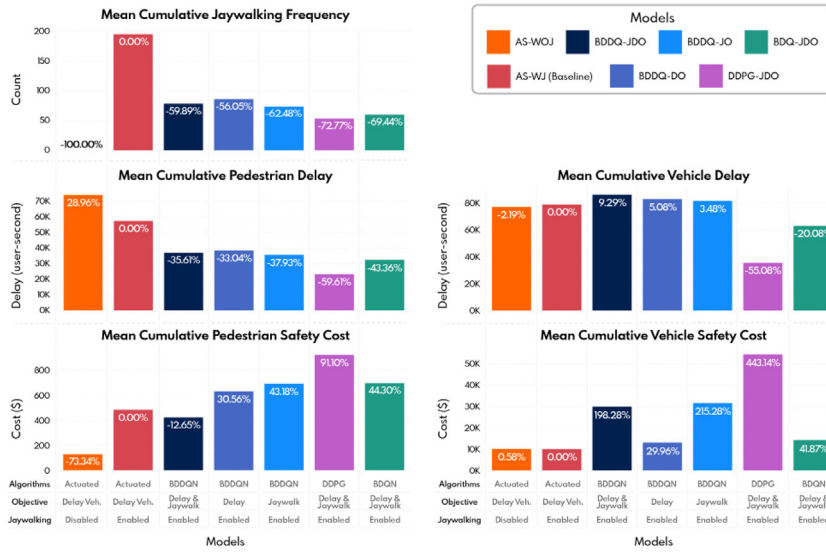 Mean Cumulative Jaywalking Frequency
Count
200
150
100
50
0
-100.00%
0.00%
-59.89%
-56.05%
-62.48%
-72.77%
-69.44%
Models
AS-WOJ
BDDQ-JDO
BDDQ-JO
BDQ-JDO
AS-WJ (Baseline)
BDDQ-DO
DDPG-JDO
Mean Cumulative Pedestrian Delay
Delay (user-second)
70K
60K
50K
40K
30K
20K
10K
0K
28.96%
0.00%
-35.61%
-33.04%
-37.93%
-59.61%
-43.36%
Mean Cumulative Vehicle Delay
Delay (user-second)
80K
60K
40K
20K
0K
-2.19%
0.00%
9.29%
5.08%
3.48%
-55.08%
-20.08%
Mean Cumulative Pedestrian Safety Cost
Cost ($)
800
600
400
200
0
-73.34%
0.00%
-12.65%
30.56%
43.18%
91.10%
44.30%
Algorithms Actuated Actuated BDDQN BDDQN BDDQN DDPG BDQN
Objective Delay Veh. Delay Veh. Delay & Jaywalk Delay Jaywalk Delay & Jaywalk Delay & Jaywalk
Jaywalking Disabled Enabled Enabled Enabled Enabled Enabled Enabled
Models
Mean Cumulative Vehicle Safety Cost
Cost ($)
50K
40K
30K
20K
10K
0K
0.58%
0.00%
198.28%
29.96%
215.28%
443.14%
41.87%
Algorithms Actuated Actuated BDDQN BDDQN BDDQN DDPG BDQN
Objective Delay Veh. Delay Veh. Delay & Jaywalk Delay Jaywalk Delay & Jaywalk Delay & Jaywalk
Jaywalking Disabled Enabled Enabled Enabled Enabled Enabled Enabled
Models